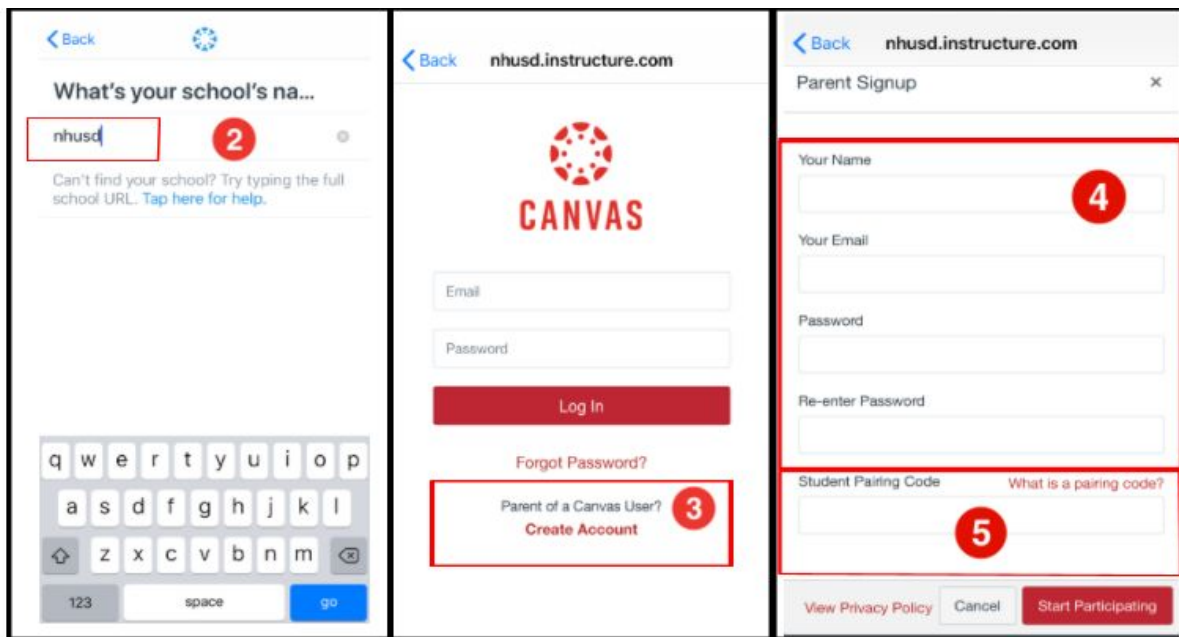 Back
What's your school's na...
nhusd
2
Can't find your school? Try typing the full
school URL. Tap here for help.
q w e r t y u i o p
a s d f g h j k l
z x c v b n m
123 space go
Back nhusd.instructure.com
CANVAS
Email
Password
Log In
Forgot Password?
Parent of a Canvas User?
3
Create Account
Back nhusd.instructure.com
Parent Signup ×
Your Name
4
Your Email
Password
Re-enter Password
Student Pairing Code What is a pairing code?
5
View Privacy Policy Cancel Start Participating